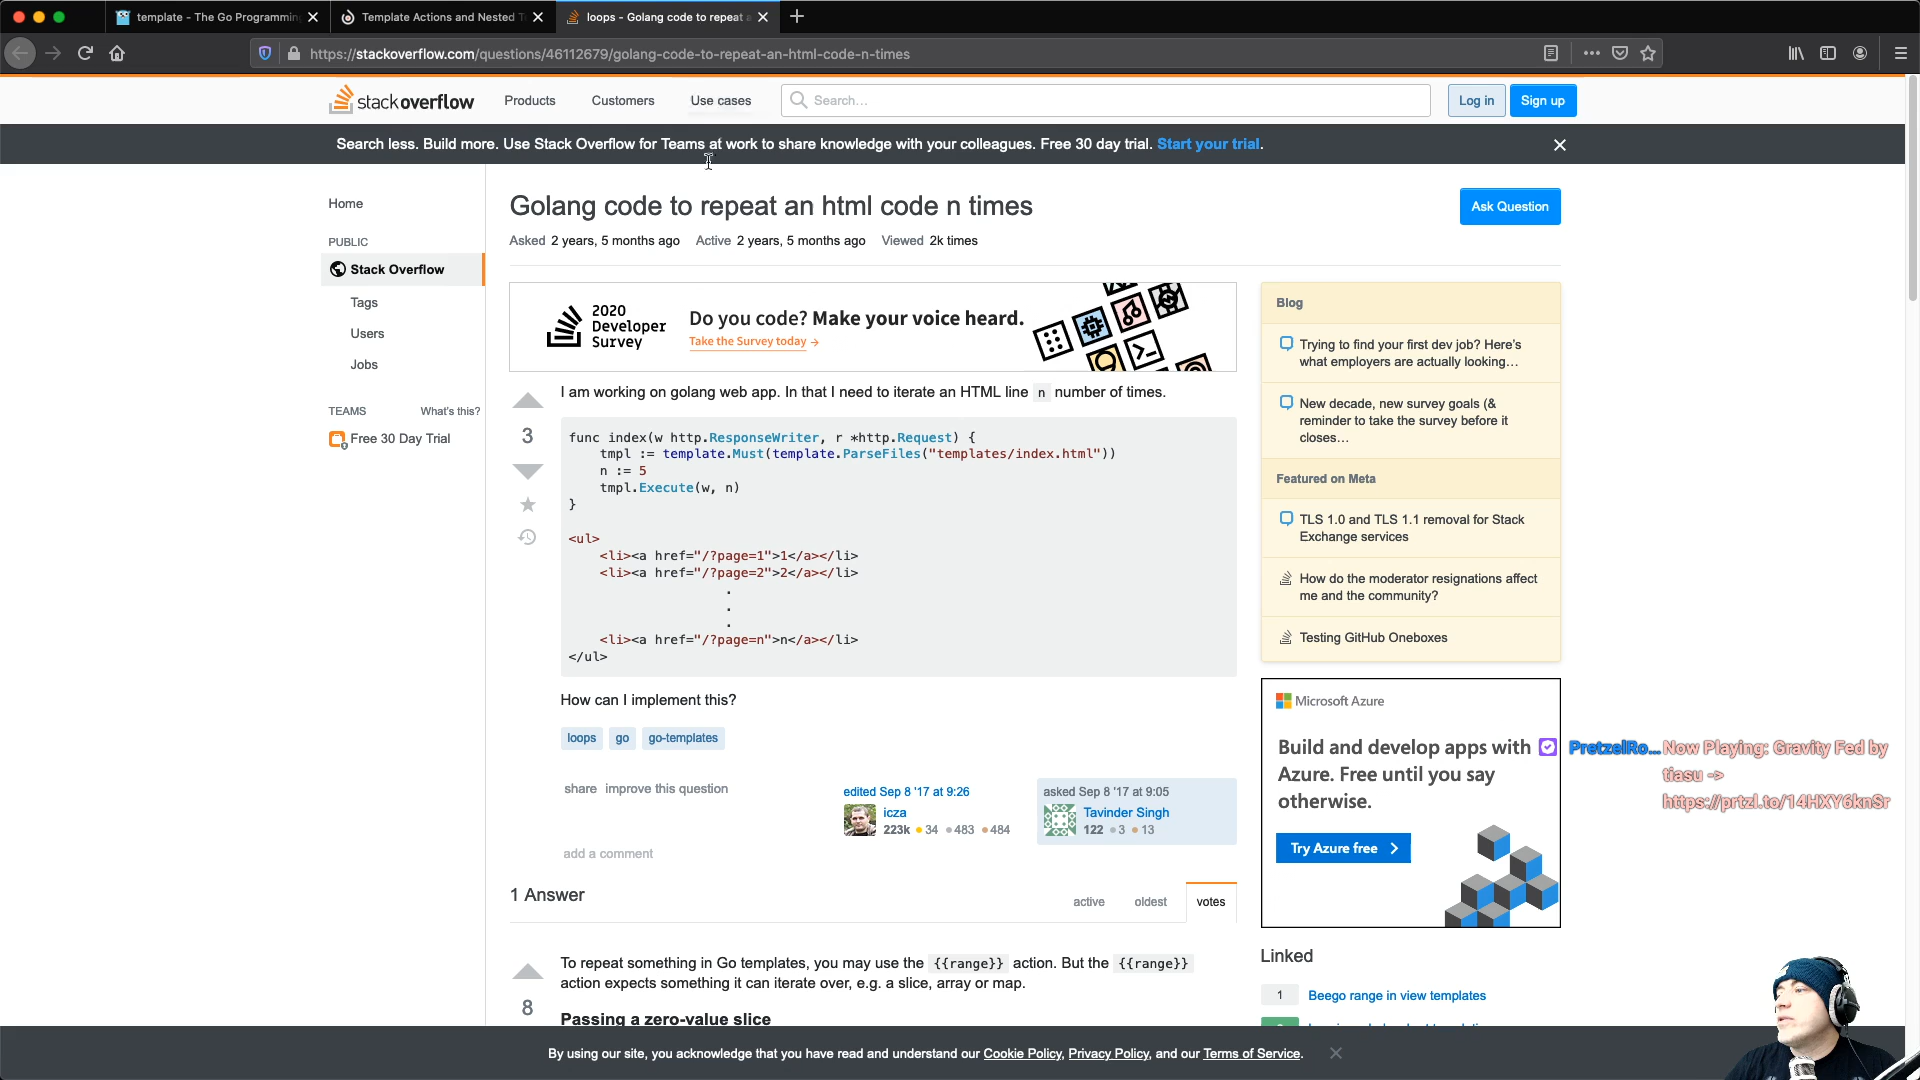 template - The Go Programmin
Template Actions and Nested T
loops - Golang code to repeat a
https://stackoverflow.com/questions/46112679/golang-code-to-repeat-an-html-code-n-times
stackoverflow
Products
Customers
Use cases
Search...
Log in
Sign up
Search less. Build more. Use Stack Overflow for Teams at work to share knowledge with your colleagues. Free 30 day trial. Start your trial.
Home
PUBLIC
Stack Overflow
Tags
Users
Jobs
TEAMS
What's this?
Free 30 Day Trial
Golang code to repeat an html code n times
Ask Question
Asked 2 years, 5 months ago Active 2 years, 5 months ago Viewed 2k times
2020
Developer
Survey
Do you code? Make your voice heard.
Take the Survey today →
3
I am working on golang web app. In that I need to iterate an HTML line n number of times.
func index(w http.ResponseWriter, r *http.Request) {
    tmpl := template.Must(template.ParseFiles("templates/index.html"))
    n := 5
    tmpl.Execute(w, n)
}
<ul>
    <li><a href="/?page=1">1</a></li>
    <li><a href="/?page=2">2</a></li>
.
.
.
    <li><a href="/?page=n">n</a></li>
</ul>
How can I implement this?
loops
go
go-templates
share improve this question
edited Sep 8 '17 at 9:26
icza
223k 34 483 484
asked Sep 8 '17 at 9:05
Tavinder Singh
122 3 13
add a comment
1 Answer
active
oldest
votes
8
To repeat something in Go templates, you may use the {{range}} action. But the {{range}}
action expects something it can iterate over, e.g. a slice, array or map.
Passing a zero-value slice
Blog
Trying to find your first dev job? Here's
what employers are actually looking...
New decade, new survey goals (&
reminder to take the survey before it
closes...
Featured on Meta
TLS 1.0 and TLS 1.1 removal for Stack
Exchange services
How do the moderator resignations affect
me and the community?
Testing GitHub Oneboxes
Microsoft Azure
Build and develop apps with
Azure. Free until you say
otherwise.
Try Azure free
PretzelRo... Now Playing: Gravity Fed by
tiasu ->
https://prtzl.to/14HXY6knSr
Linked
1 Beego range in view templates
By using our site, you acknowledge that you have read and understand our Cookie Policy, Privacy Policy, and our Terms of Service.